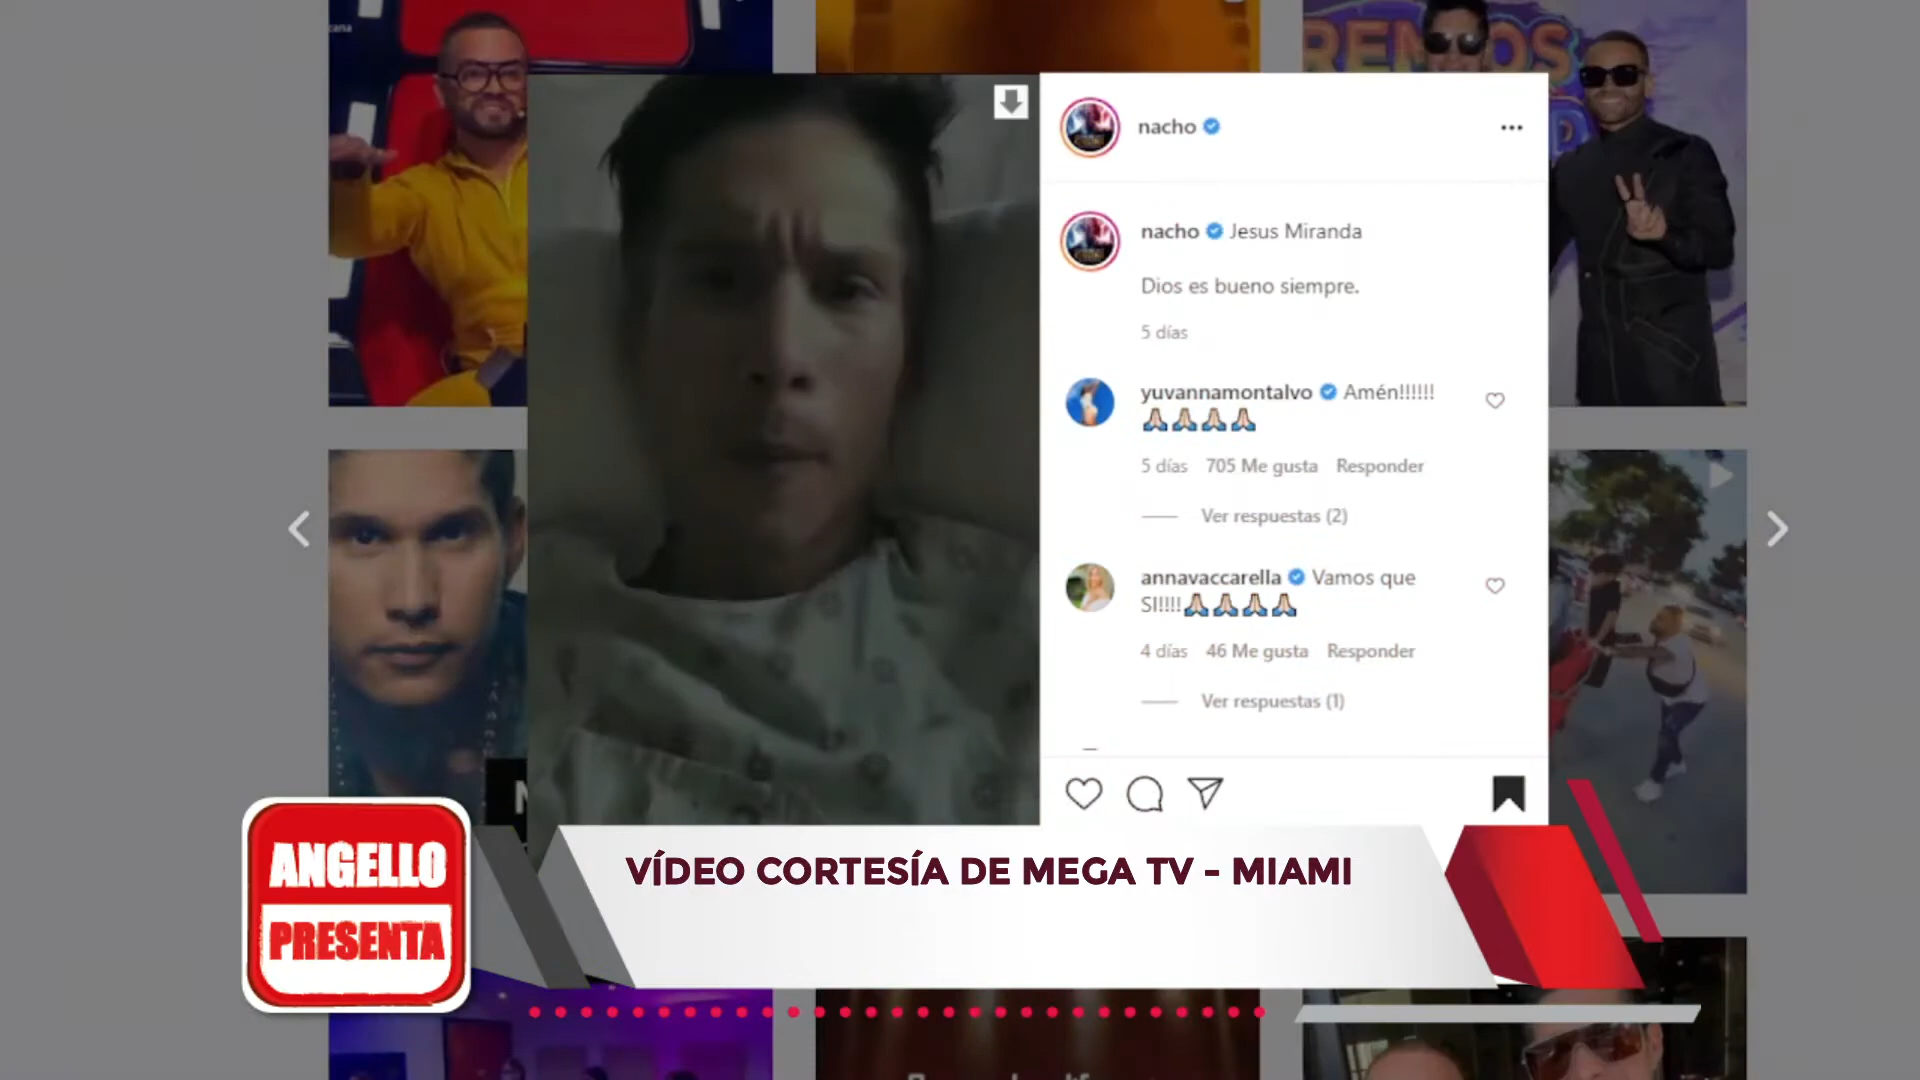 REMIOS
nacho
nacho Jesus Miranda
Dios es bueno siempre.
5 días
yuvannamontalvo Amén!!!!!!
🙏🙏🙏🙏
5 días 705 Me gusta Responder
Ver respuestas (2)
annavaccarella Vamos que
SI!!!!!🙏🙏🙏🙏
4 días 46 Me gusta Responder
Ver respuestas (1)
ANGELLO
PRESENTA
VÍDEO CORTESÍA DE MEGA TV - MIAMI